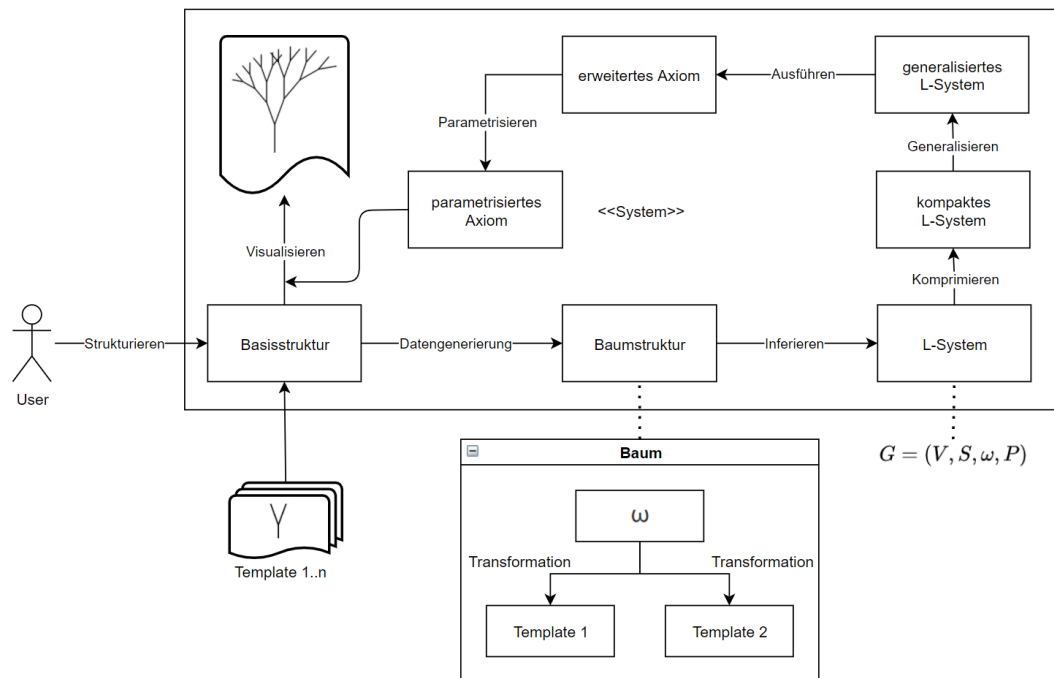 erweitertes Axiom
Ausführen
generalisiertes
L-System
Parametrisieren
Generalisieren
parametrisiertes
Axiom
<<System>>
kompaktes
L-System
Visualisieren
Komprimieren
User
Strukturieren
Basisstruktur
Datengenerierung
Baumstruktur
Inferieren
L-System
G = (V, S, ω, P)
Template 1..n
Baum
ω
Transformation
Transformation
Template 1
Template 2